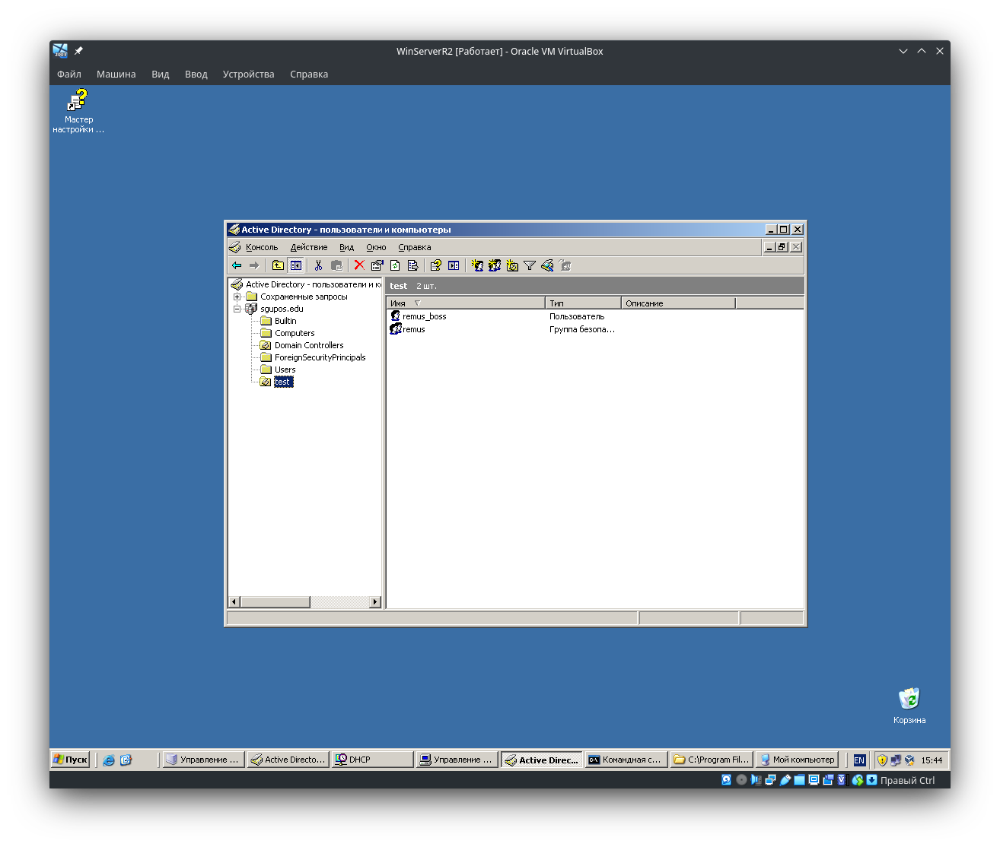 WinServerR2 [Работает] - Oracle VM VirtualBox
Файл Машина Вид Ввод Устройства Справка
Мастер
настройки ...
Active Directory - пользователи и компьютеры
Консоль Действие Вид Окно Справка
Active Directory - пользователи и к
Сохраненные запросы
sgupos.edu
Builtin
Computers
Domain Controllers
ForeignSecurityPrincipals
Users
test
test 2 шт.
Имя Тип Описание
remus_boss Пользователь
remus Группа безопа...
Корзина
Пуск Управление ... Active Directo... DHCP Управление ... Active Direc... Командная с... C:\Program Fil... Мой компьютер EN 15:44
Правый Ctrl